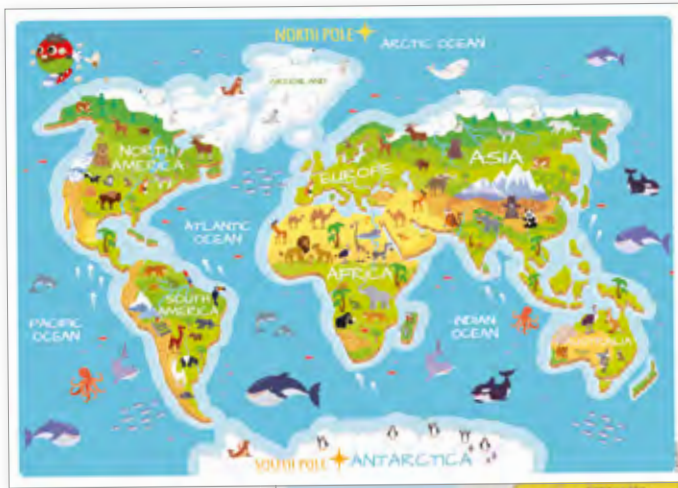 NORTH POLE
ARCTIC OCEAN
GREENLAND
NORTH
AMERICA
EUROPE
ASIA
ATLANTIC
OCEAN
AFRICA
SOUTH
AMERICA
PACIFIC
OCEAN
INDIAN
OCEAN
AUSTRALIA
SOUTH POLE
ANTARCTICA